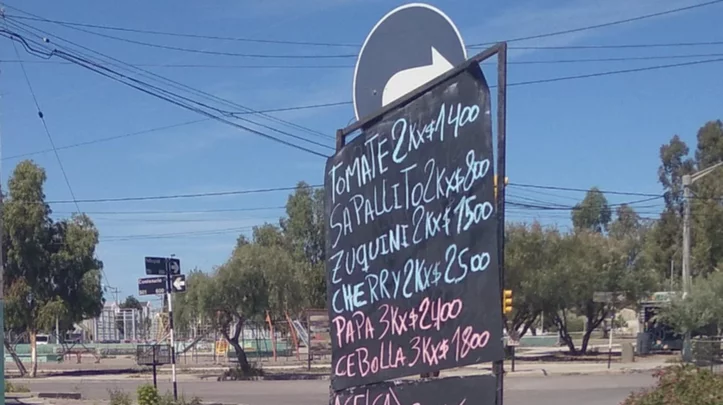 TOMATE 2Kx$1400
SAPALLITO 2Kx$800
ZUQUINI 2Kx$1500
CHERRY 2Kx$2500
PAPA 3Kx$2400
CEBOLLA 3Kx$1800